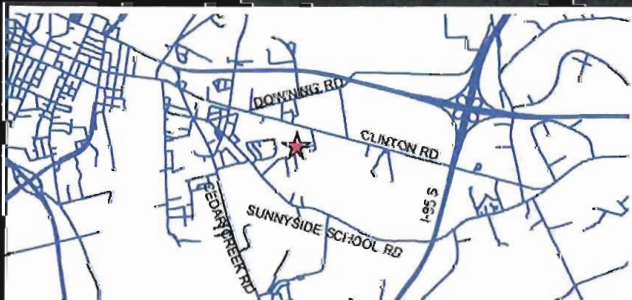 DOWNING RD
CLINTON RD
I-95 S
CEDAR CREEK RD
SUNNYSIDE SCHOOL RD